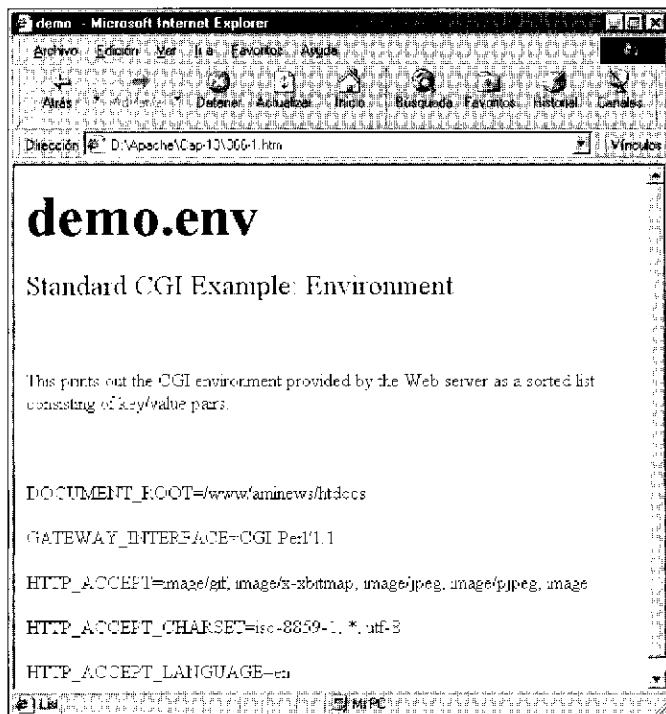 demo - Microsoft Internet Explorer
Archivo Edición Ver Ir a Favoritos Ayuda
Atrás Detener Actualizar Inicio Búsqueda Favoritos Historial Canales
Dirección D:\Apache\Cap-13\366-1.htm Vínculos
demo.env
Standard CGI Example: Environment
This prints out the CGI environment provided by the Web server as a sorted list
consisting of key/value pairs.
DOCUMENT_ROOT=/www/aminews/htdocs
GATEWAY_INTERFACE=CGI-Perl/1.1
HTTP_ACCEPT=image/gif, image/x-xbitmap, image/jpeg, image/pjpeg, image
HTTP_ACCEPT_CHARSET=iso-8859-1, *, utf-8
HTTP_ACCEPT_LANGUAGE=en
Mi PC